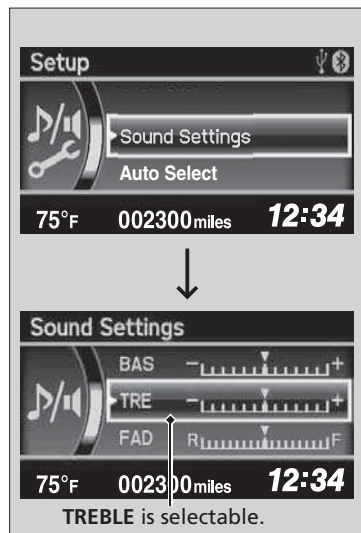 Setup
Sound Settings
Auto Select
75°F 002300 miles 12:34
Sound Settings
BAS − +
TRE − +
FAD R F
75°F 002300 miles 12:34
TREBLE is selectable.